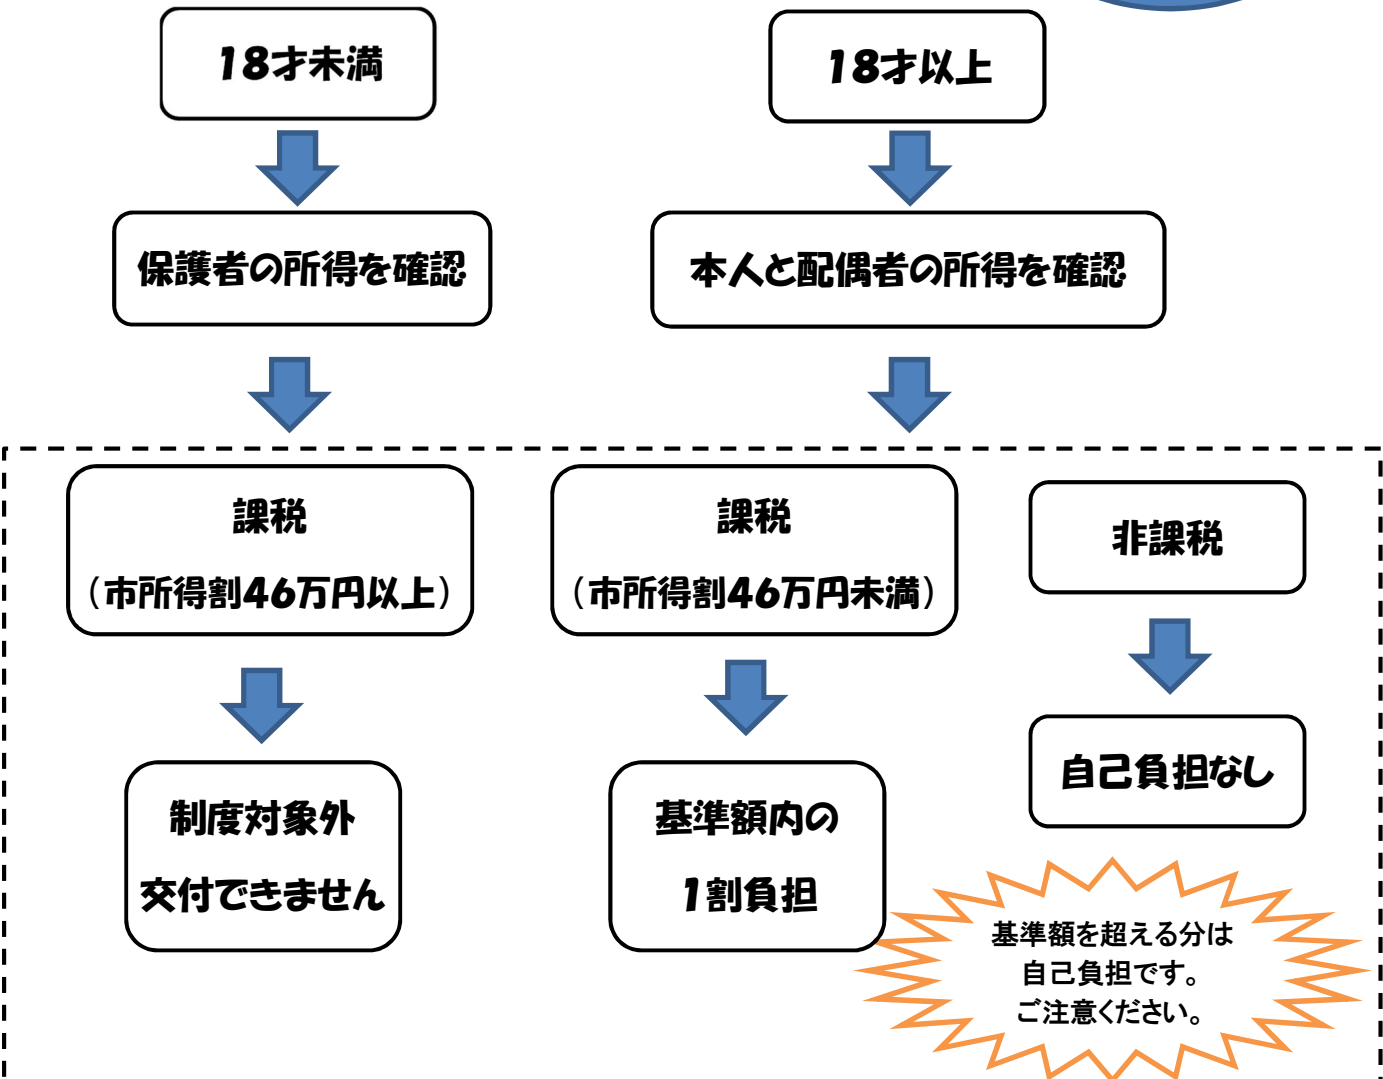 18才未満
18才以上
保護者の所得を確認
本人と配偶者の所得を確認
課税
（市所得割46万円以上）
課税
（市所得割46万円未満）
非課税
制度対象外
交付できません
基準額内の
1割負担
自己負担なし
基準額を超える分は
自己負担です。
ご注意ください。